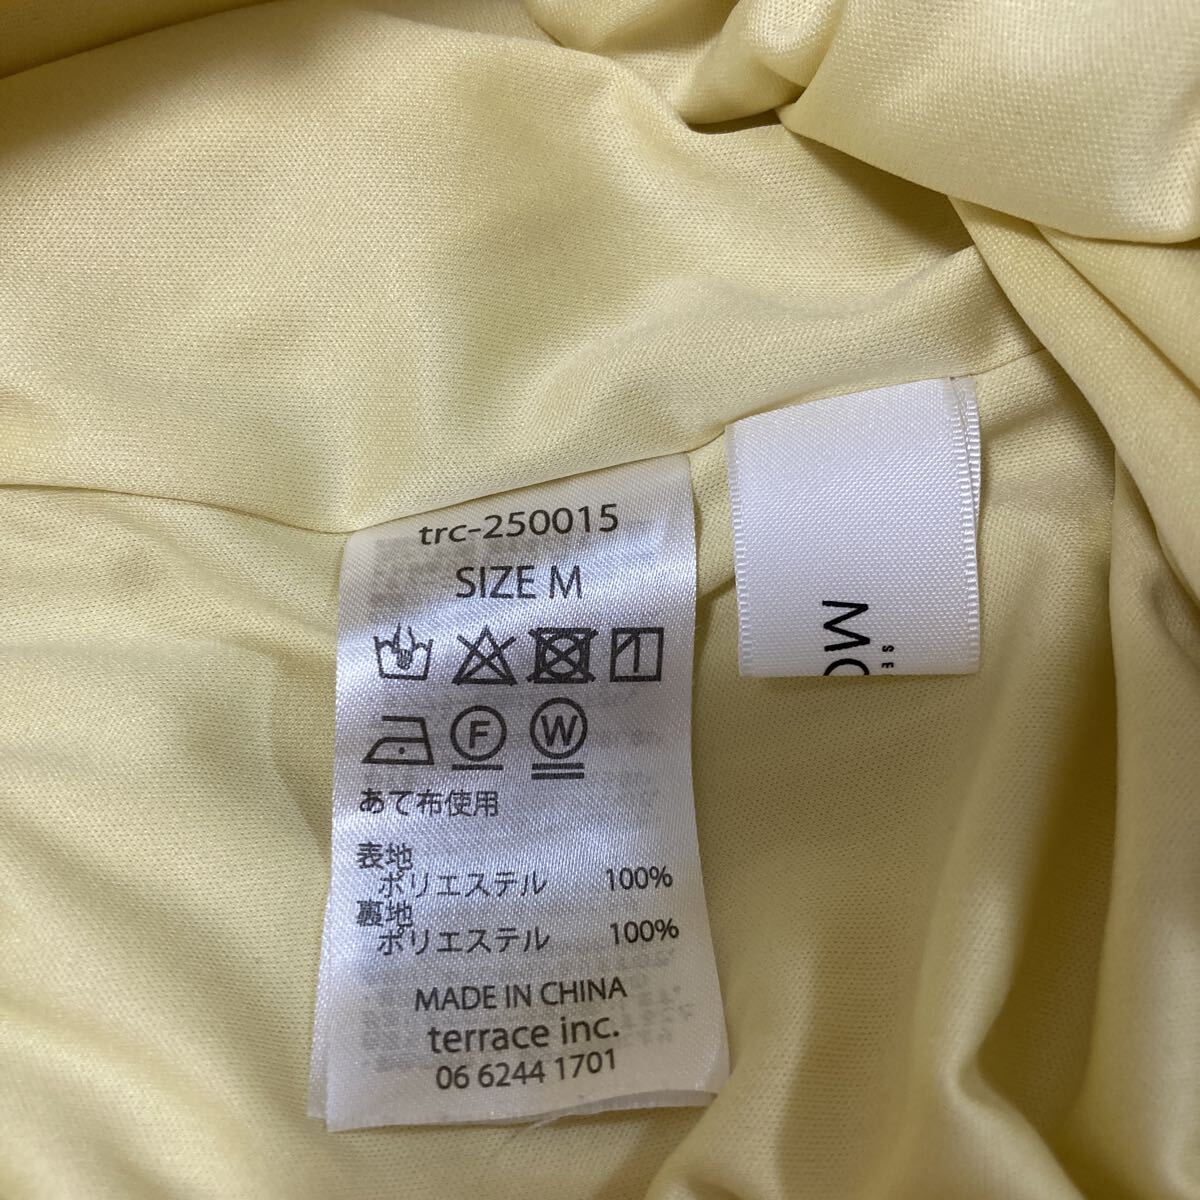 trc-250015
SIZE M
F W
あて布使用
表地
ポリエステル 100%
裏地
ポリエステル 100%
MADE IN CHINA
terrace inc.
06 6244 1701